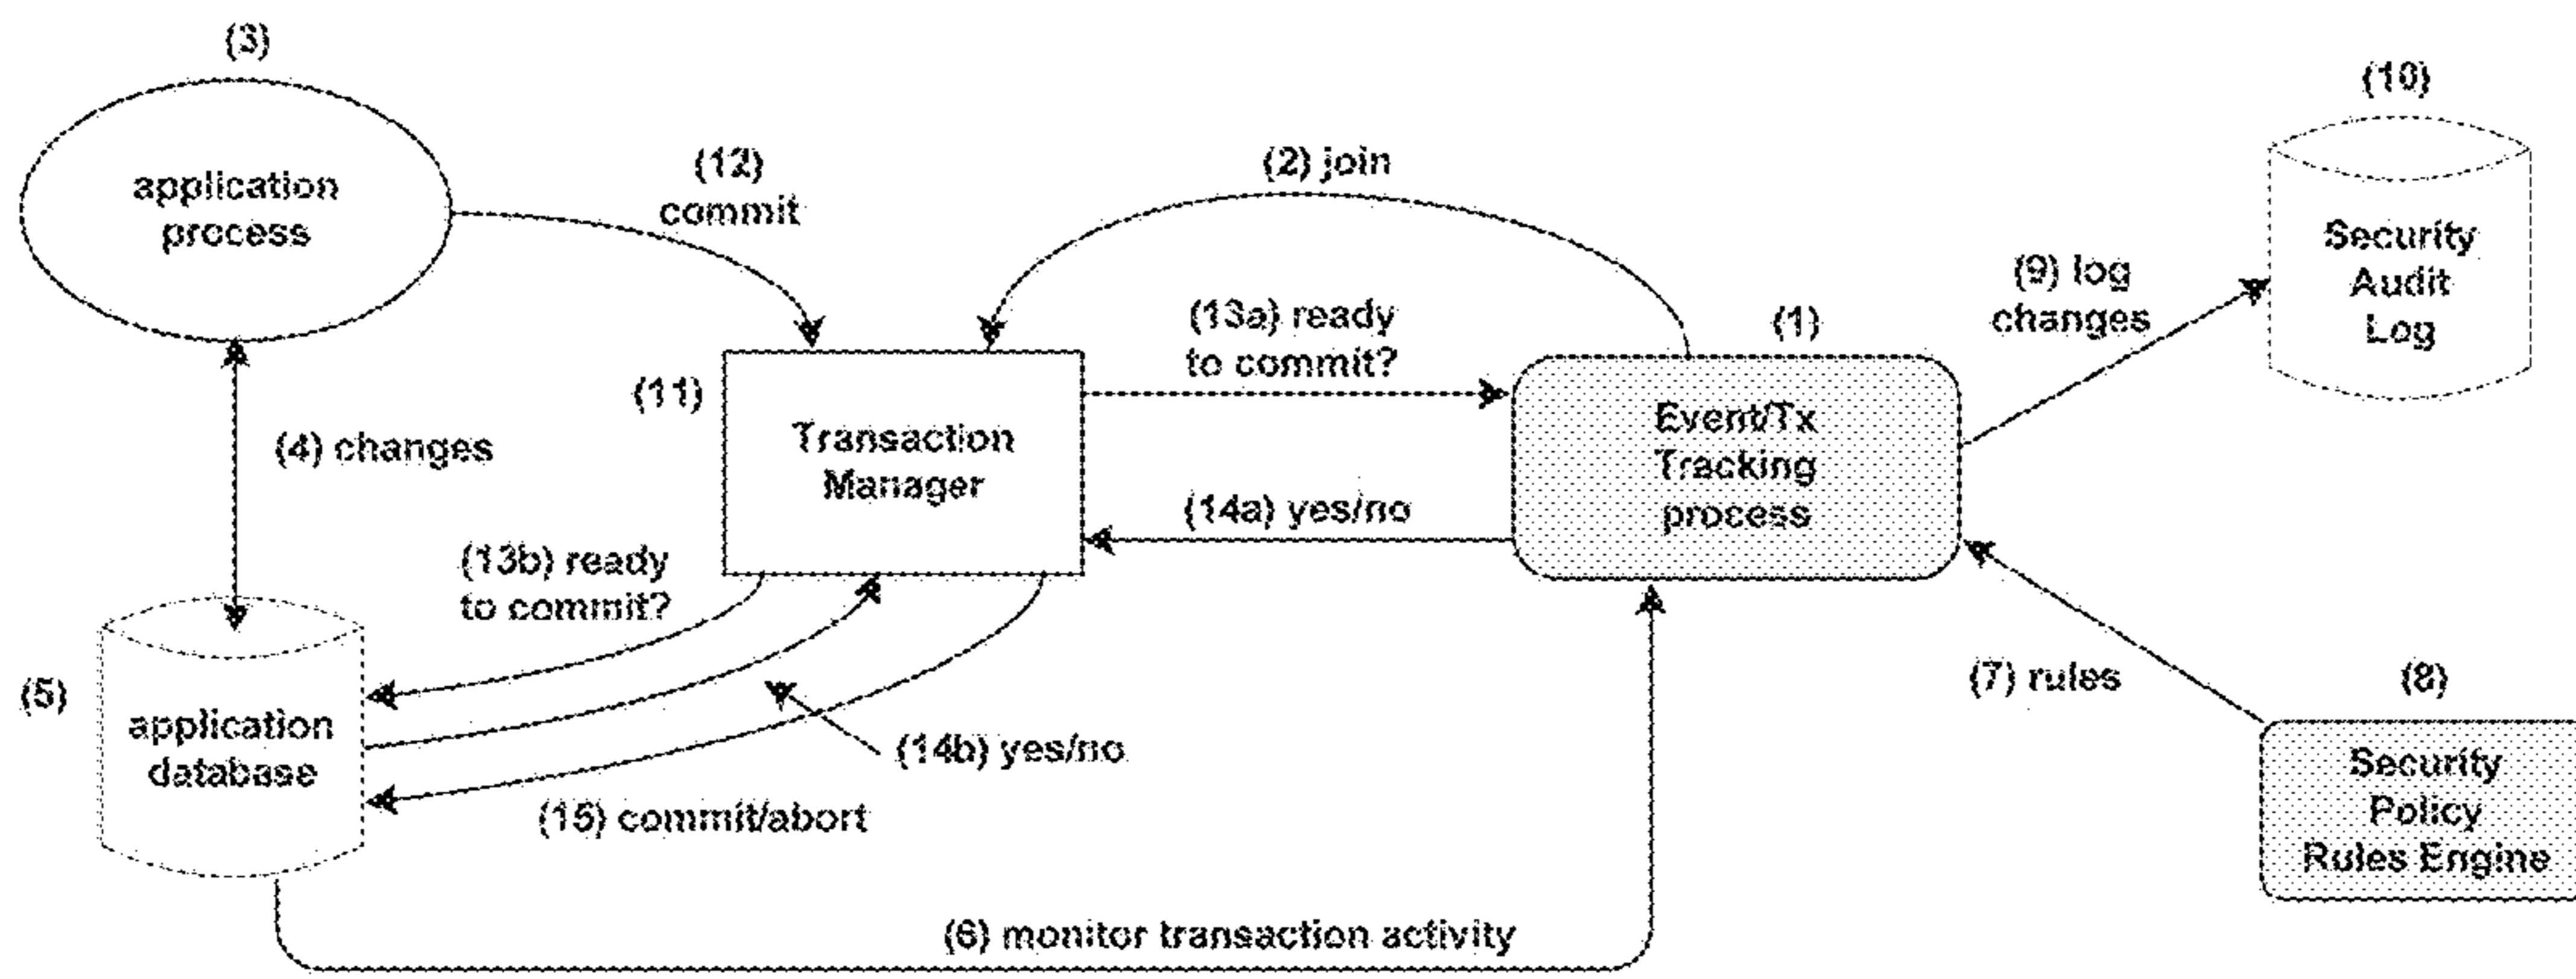 (3)
application
process
(12)
commit
(2) join
(10)
Security
Audit
Log
(9) log
changes
(13a) ready
to commit?
(1)
(11)
Transaction
Manager
Event/Tx
Tracking
process
(4) changes
(14a) yes/no
(13b) ready
to commit?
(5)
application
database
(14b) yes/no
(15) commit/abort
(7) rules
(8)
Security
Policy
Rules Engine
(6) monitor transaction activity